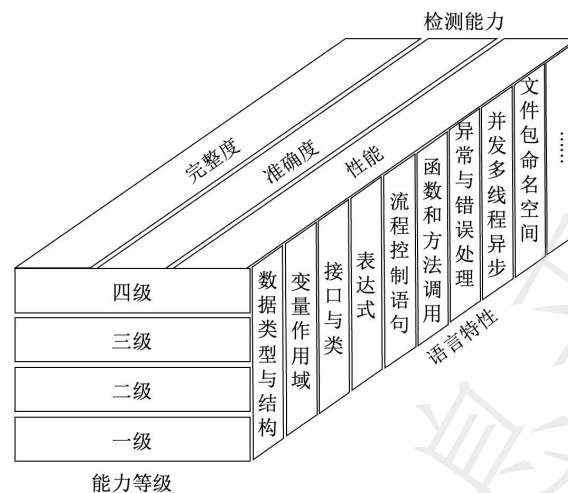 检测能力
完整度
准确度
性能
四级
三级
二级
一级
能力等级
数据类型与结构
变量作用域
接口与类
表达式
流程控制语句
函数和方法调用
异常与错误处理
并发多线程异步
文件包命名空间
……
语言特性